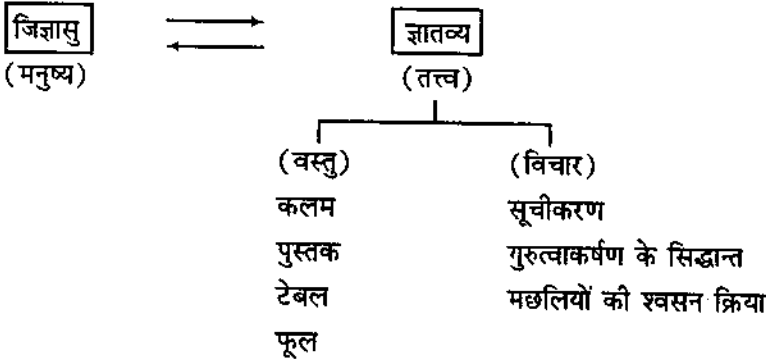 जिज्ञासु ज्ञातव्य
(मनुष्य) (तत्त्व)
(वस्तु) (विचार)
कलम सूचीकरण
पुस्तक गुरुत्वाकर्षण के सिद्धान्त
टेबल मछलियों की श्वसन क्रिया
फूल